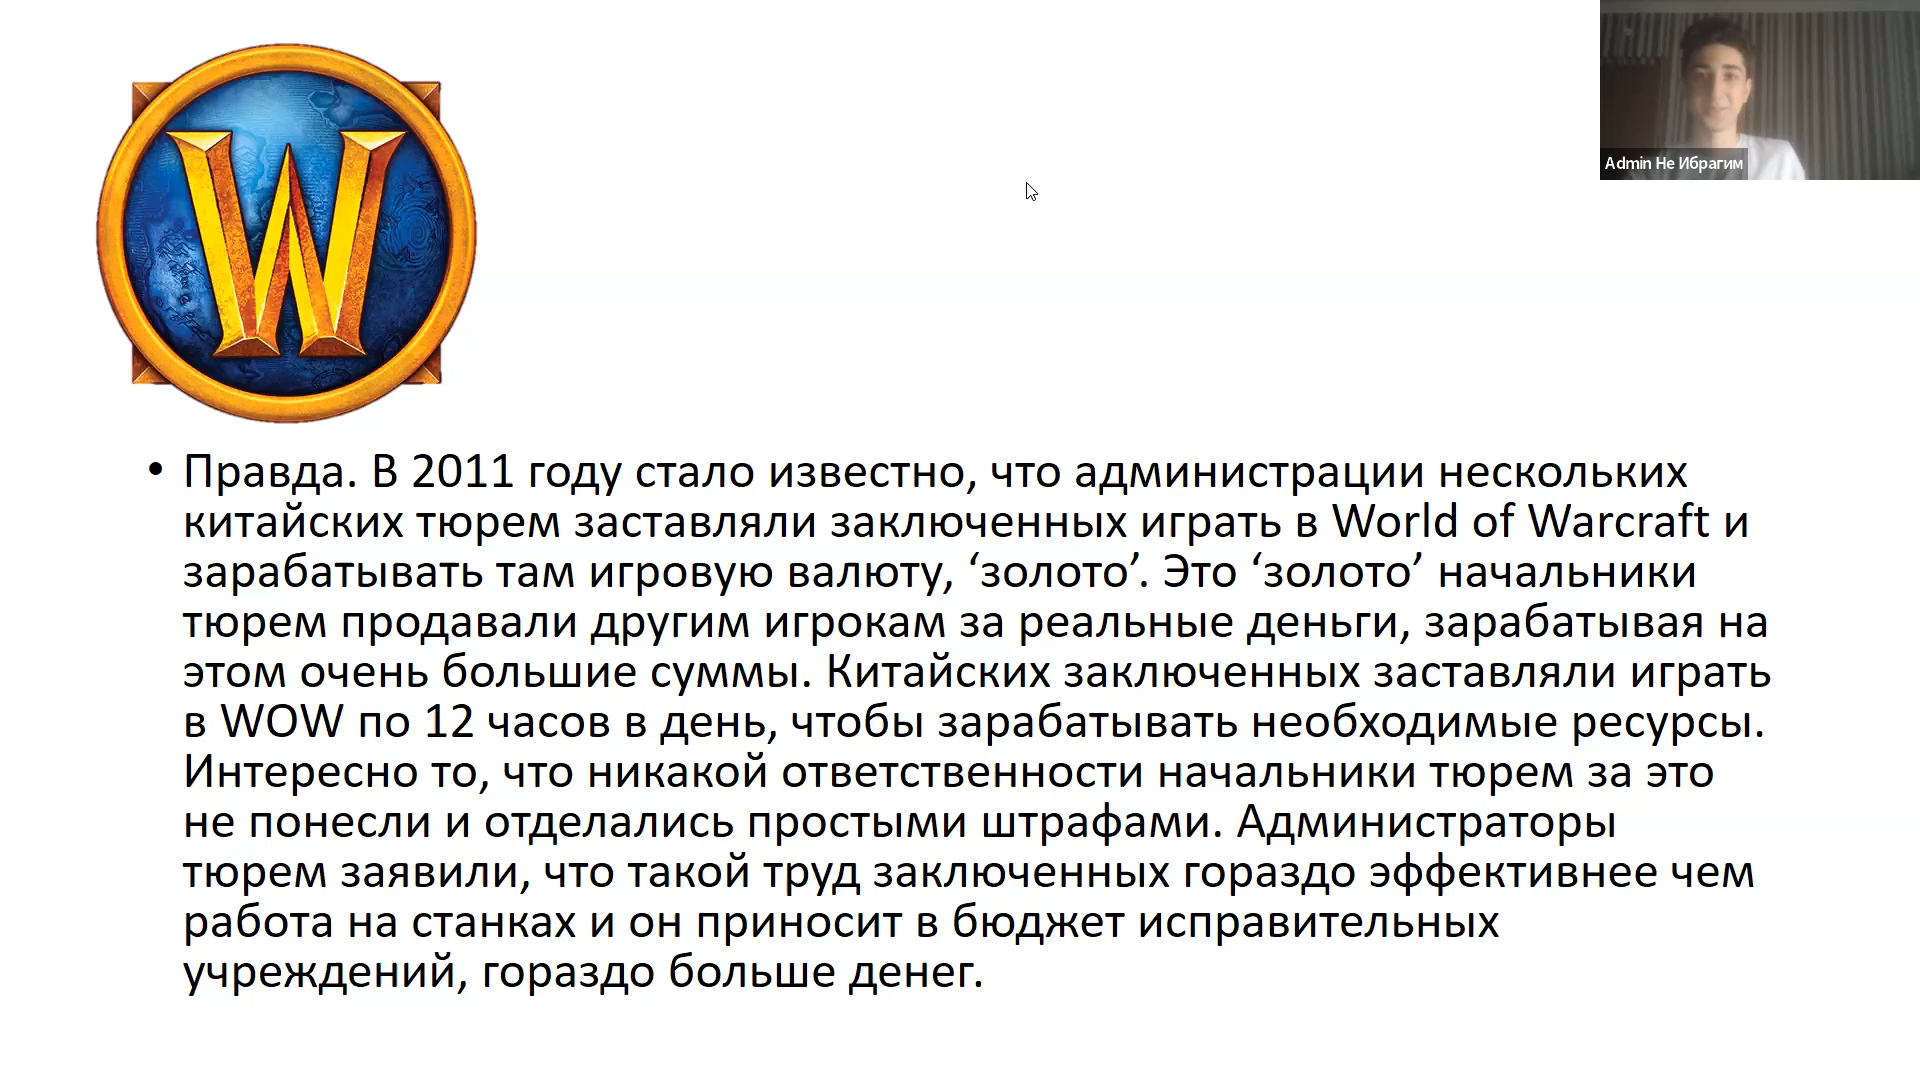 W
Admin Не Ибрагим
• Правда. В 2011 году стало известно, что администрации нескольких
китайских тюрем заставляли заключенных играть в World of Warcraft и
зарабатывать там игровую валюту, ‘золото’. Это ‘золото’ начальники
тюрем продавали другим игрокам за реальные деньги, зарабатывая на
этом очень большие суммы. Китайских заключенных заставляли играть
в WOW по 12 часов в день, чтобы зарабатывать необходимые ресурсы.
Интересно то, что никакой ответственности начальники тюрем за это
не понесли и отделались простыми штрафами. Администраторы
тюрем заявили, что такой труд заключенных гораздо эффективнее чем
работа на станках и он приносит в бюджет исправительных
учреждений, гораздо больше денег.